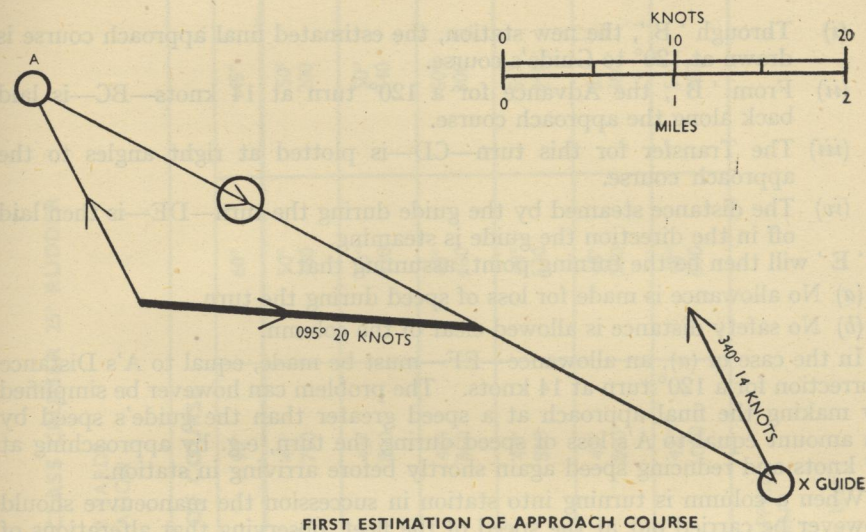 KNOTS
0 10 20
0 2
MILES
A
095° 20 KNOTS
340° 14 KNOTS
X GUIDE
FIRST ESTIMATION OF APPROACH COURSE